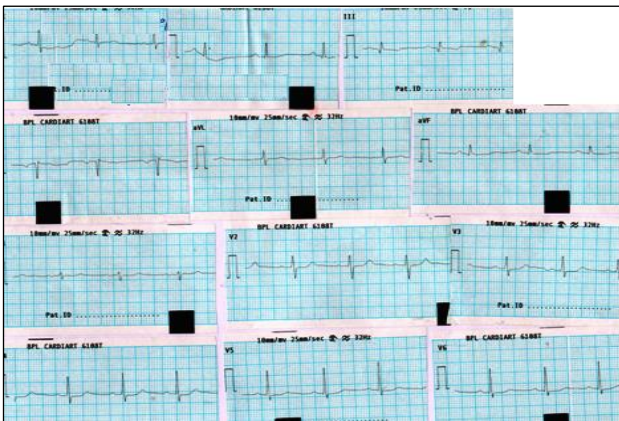 III
Pat.ID
Pat.ID
BPL CARDIART 6108T
10mm/mv 25mm/sec 32Hz
BPL CARDIART 6108T
aVL
aVF
Pat.ID
10mm/mv 25mm/sec 32Hz
BPL CARDIART 6108T
10mm/mv 25mm/sec 32Hz
V2
V3
Pat.ID
Pat.ID
BPL CARDIART 6108T
10mm/mv 25mm/sec 32Hz
BPL CARDIART 6108T
V5
V6